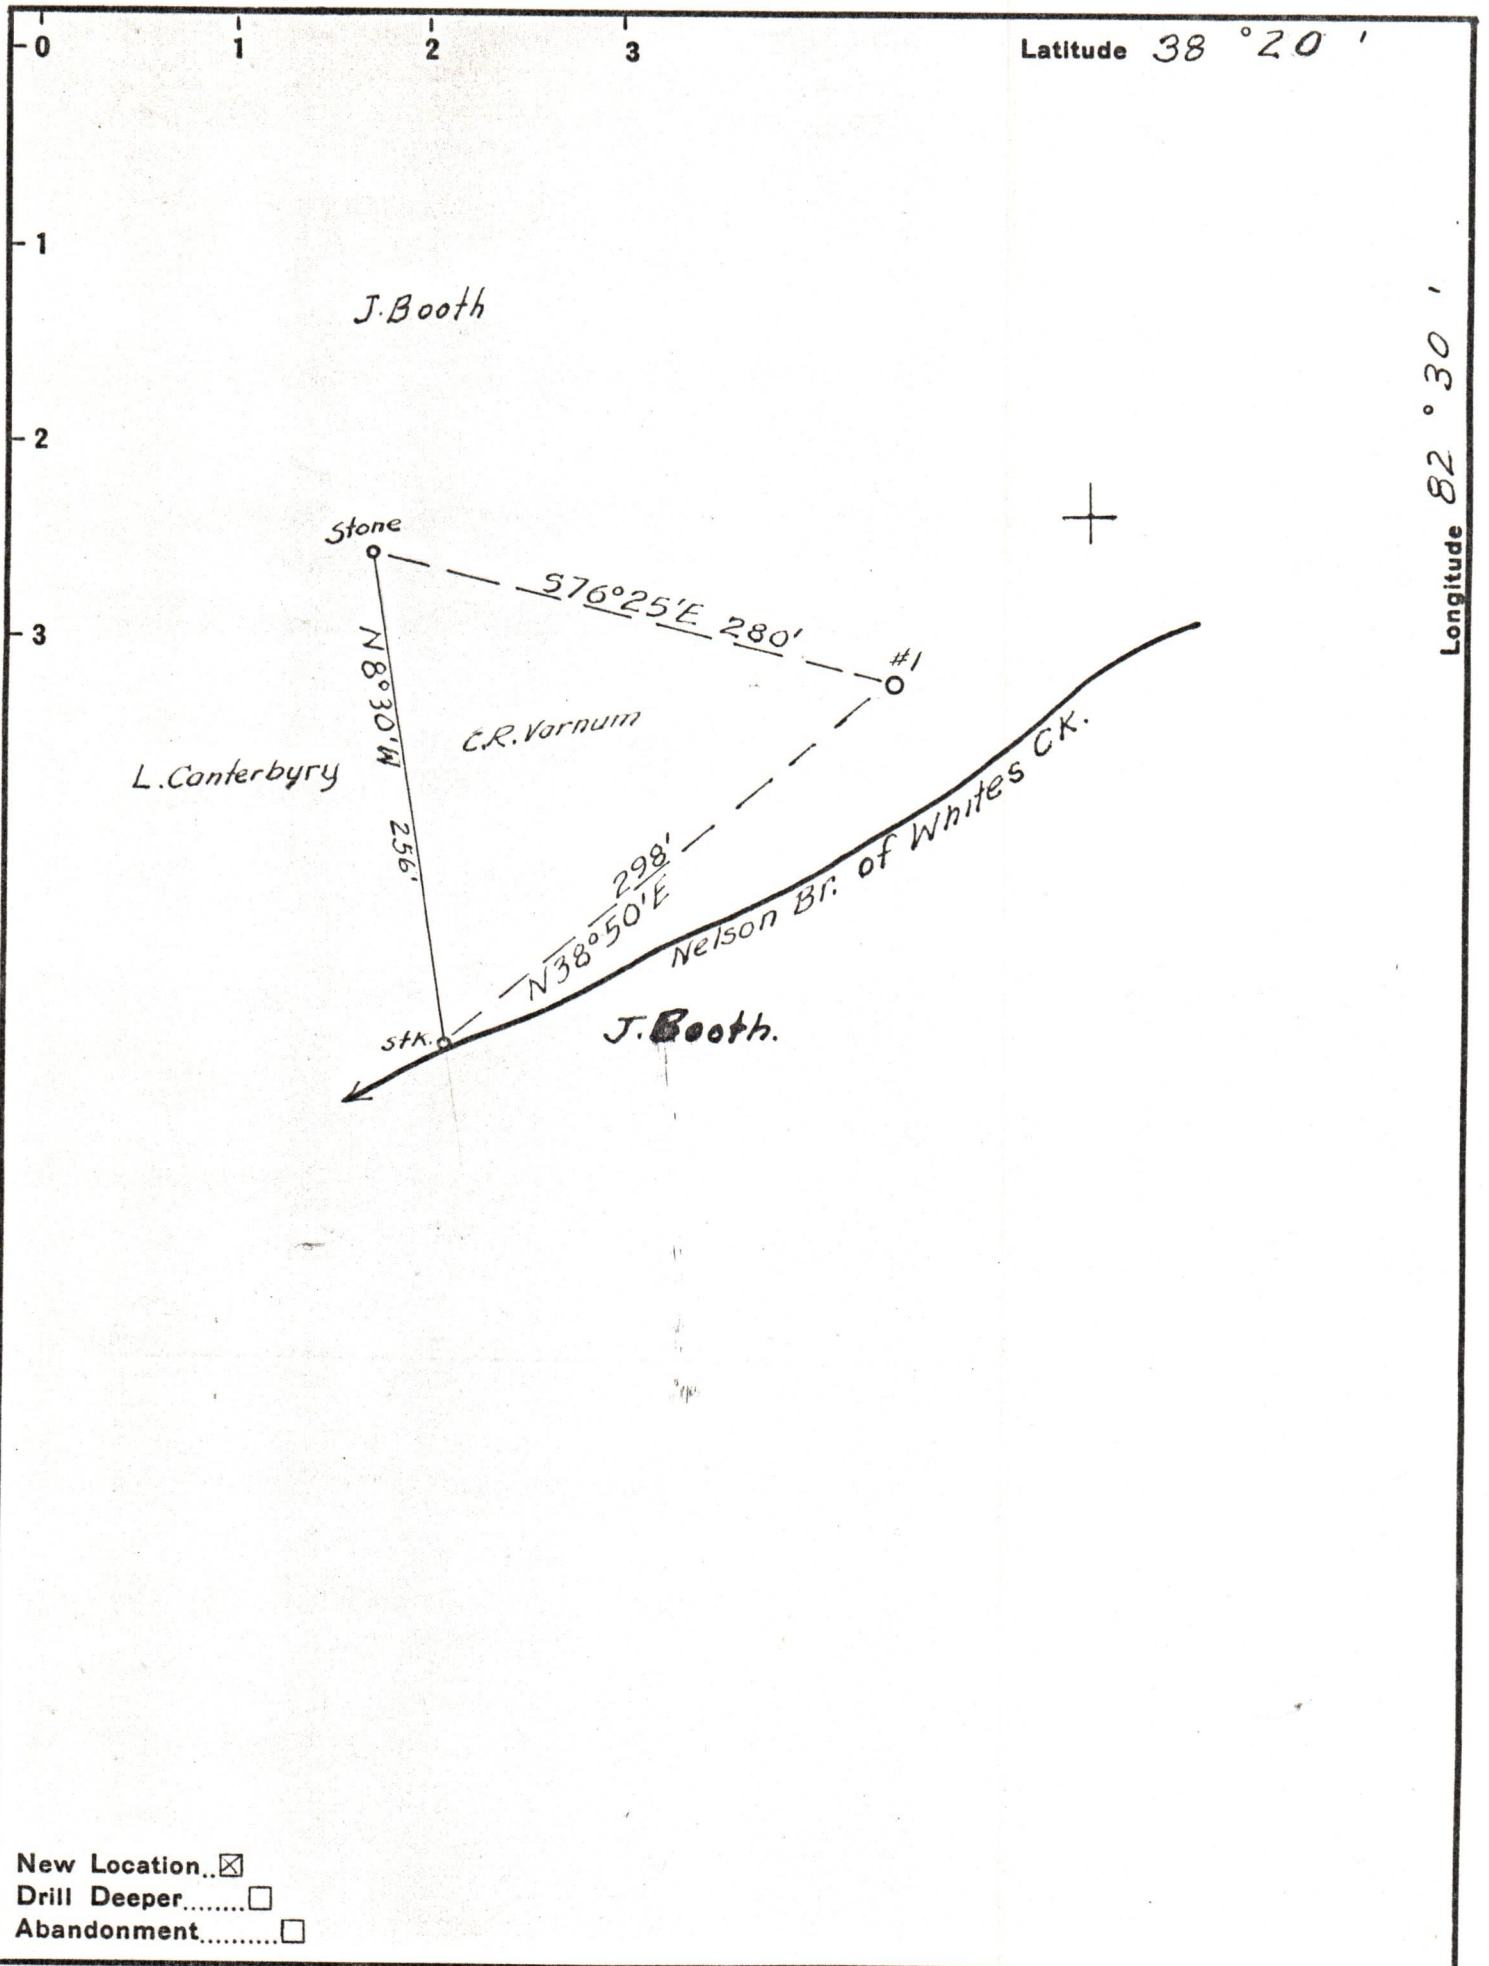 0 1 2 3
Latitude 38 ° 20 '
1
2
3
Longitude 82 ° 30 '
J. Booth
Stone
S76°25'E 280'
#1
N8°30'W 256'
C.R. Varnum
L. Canterbyry
298'
N38°50'E
Nelson Br. of Whites CK.
stk.
J. Booth.
New Location..☒
Drill Deeper........☐
Abandonment..........☐